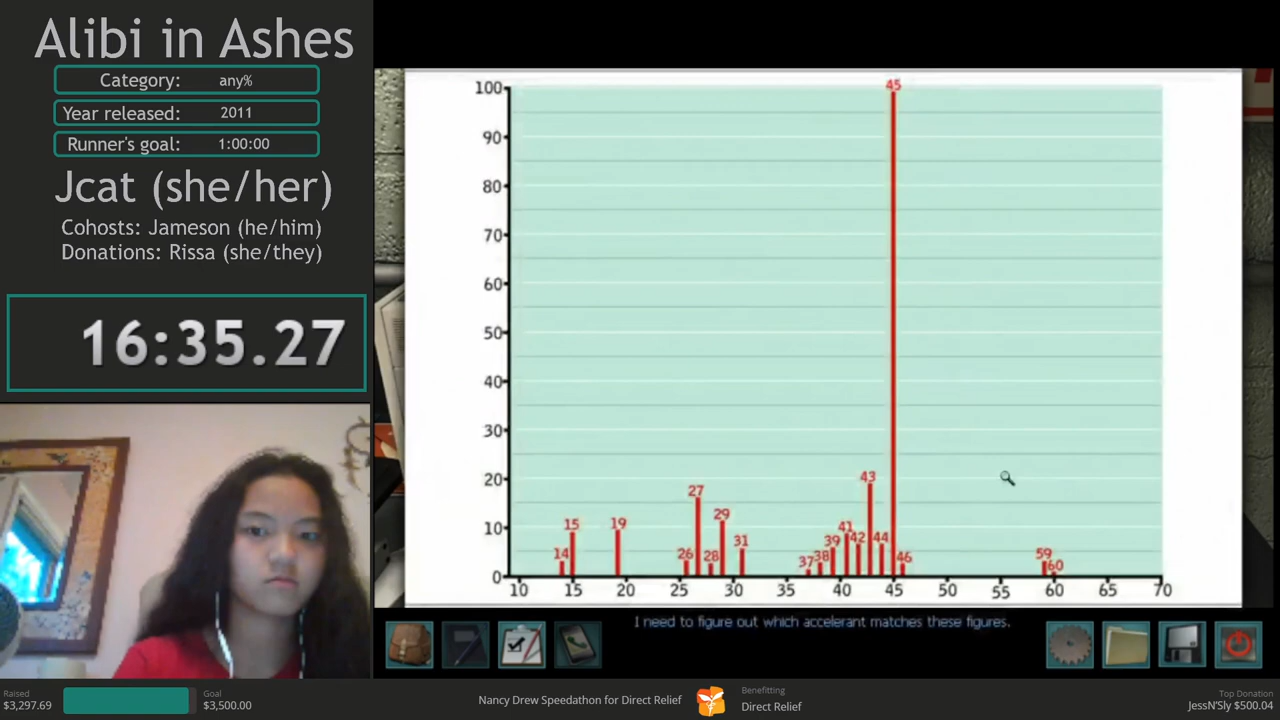 Alibi in Ashes
Category: any%
Year released: 2011
Runner's goal: 1:00:00
Jcat (she/her)
Cohosts: Jameson (he/him)
Donations: Rissa (she/they)
16:35.27
100
90
80
70
60
50
40
30
20
10
0
45
43
27
29
15
19
41
42
44
39
31
14
26
28
38
37
46
59
60
10 15 20 25 30 35 40 45 50 55 60 65 70
I need to figure out which accelerant matches these figures.
Raised
$3,297.69
Goal
$3,500.00
Nancy Drew Speedathon for Direct Relief
Benefitting
Direct Relief
Top Donation
JessN'Sly $500.04